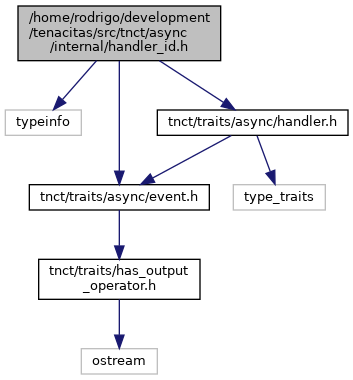 /home/rodrigo/development
/tenacitas/src/tnct/async
/internal/handler_id.h
typeinfo
tnct/traits/async/handler.h
tnct/traits/async/event.h
type_traits
tnct/traits/has_output
_operator.h
ostream